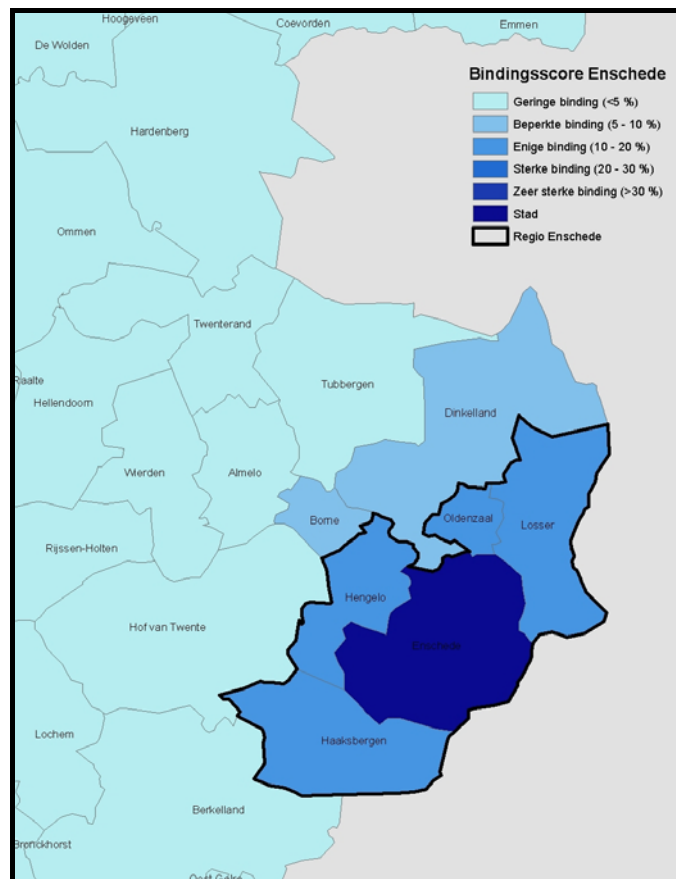 Hoogeveen
Coevorden
Emmen
De Wolden
Bindingsscore Enschede
Geringe binding (<5 %)
Beperkte binding (5 - 10 %)
Enige binding (10 - 20 %)
Sterke binding (20 - 30 %)
Zeer sterke binding (>30 %)
Stad
Regio Enschede
Hardenberg
Ommen
Twenterand
Raalte
Tubbergen
Hellendoorn
Dinkelland
Wierden
Almelo
Borne
Oldenzaal
Losser
Rijssen-Holten
Hengelo
Hof van Twente
Enschede
Lochem
Haaksbergen
Berkelland
Bronckhorst